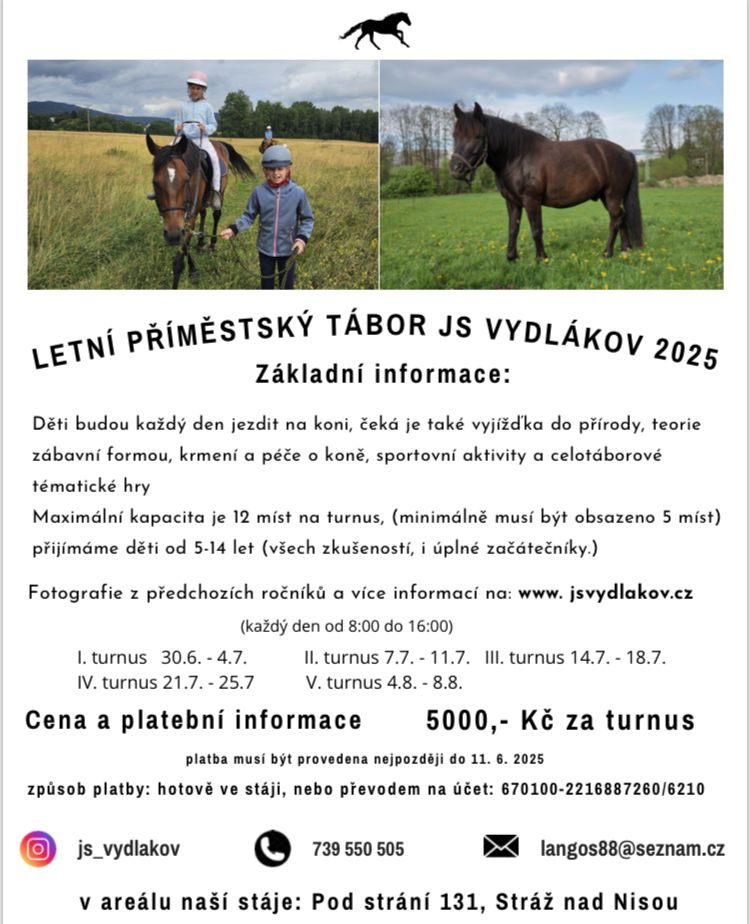 LETNÍ PŘÍMĚSTSKÝ TÁBOR JS VYDLÁKOV 2025
Základní informace:
Děti budou každý den jezdit na koni, čeká je také vyjížďka do přírody, teorie
zábavní formou, krmení a péče o koně, sportovní aktivity a celotáborové
tématické hry
Maximální kapacita je 12 míst na turnus, (minimálně musí být obsazeno 5 míst)
přijímáme děti od 5-14 let (všech zkušeností, i úplné začátečníky.)
Fotografie z předchozích ročníků a více informací na: www. jsvydlakov.cz
(každý den od 8:00 do 16:00)
I. turnus 30.6. - 4.7. II. turnus 7.7. - 11.7. III. turnus 14.7. - 18.7.
IV. turnus 21.7. - 25.7 V. turnus 4.8. - 8.8.
Cena a platební informace 5000,- Kč za turnus
platba musí být provedena nejpozději do 11. 6. 2025
způsob platby: hotově ve stáji, nebo převodem na účet: 670100-2216887260/6210
js_vydlakov 739 550 505 langos88@seznam.cz
v areálu naší stáje: Pod strání 131, Stráž nad Nisou